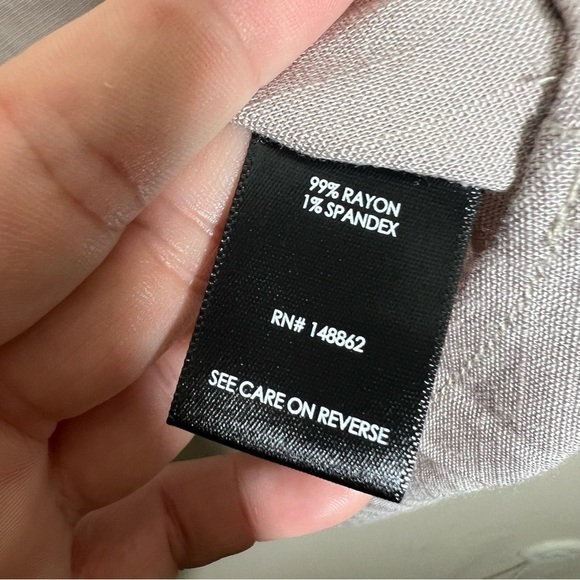 99% RAYON
1% SPANDEX
RN# 148862
SEE CARE ON REVERSE